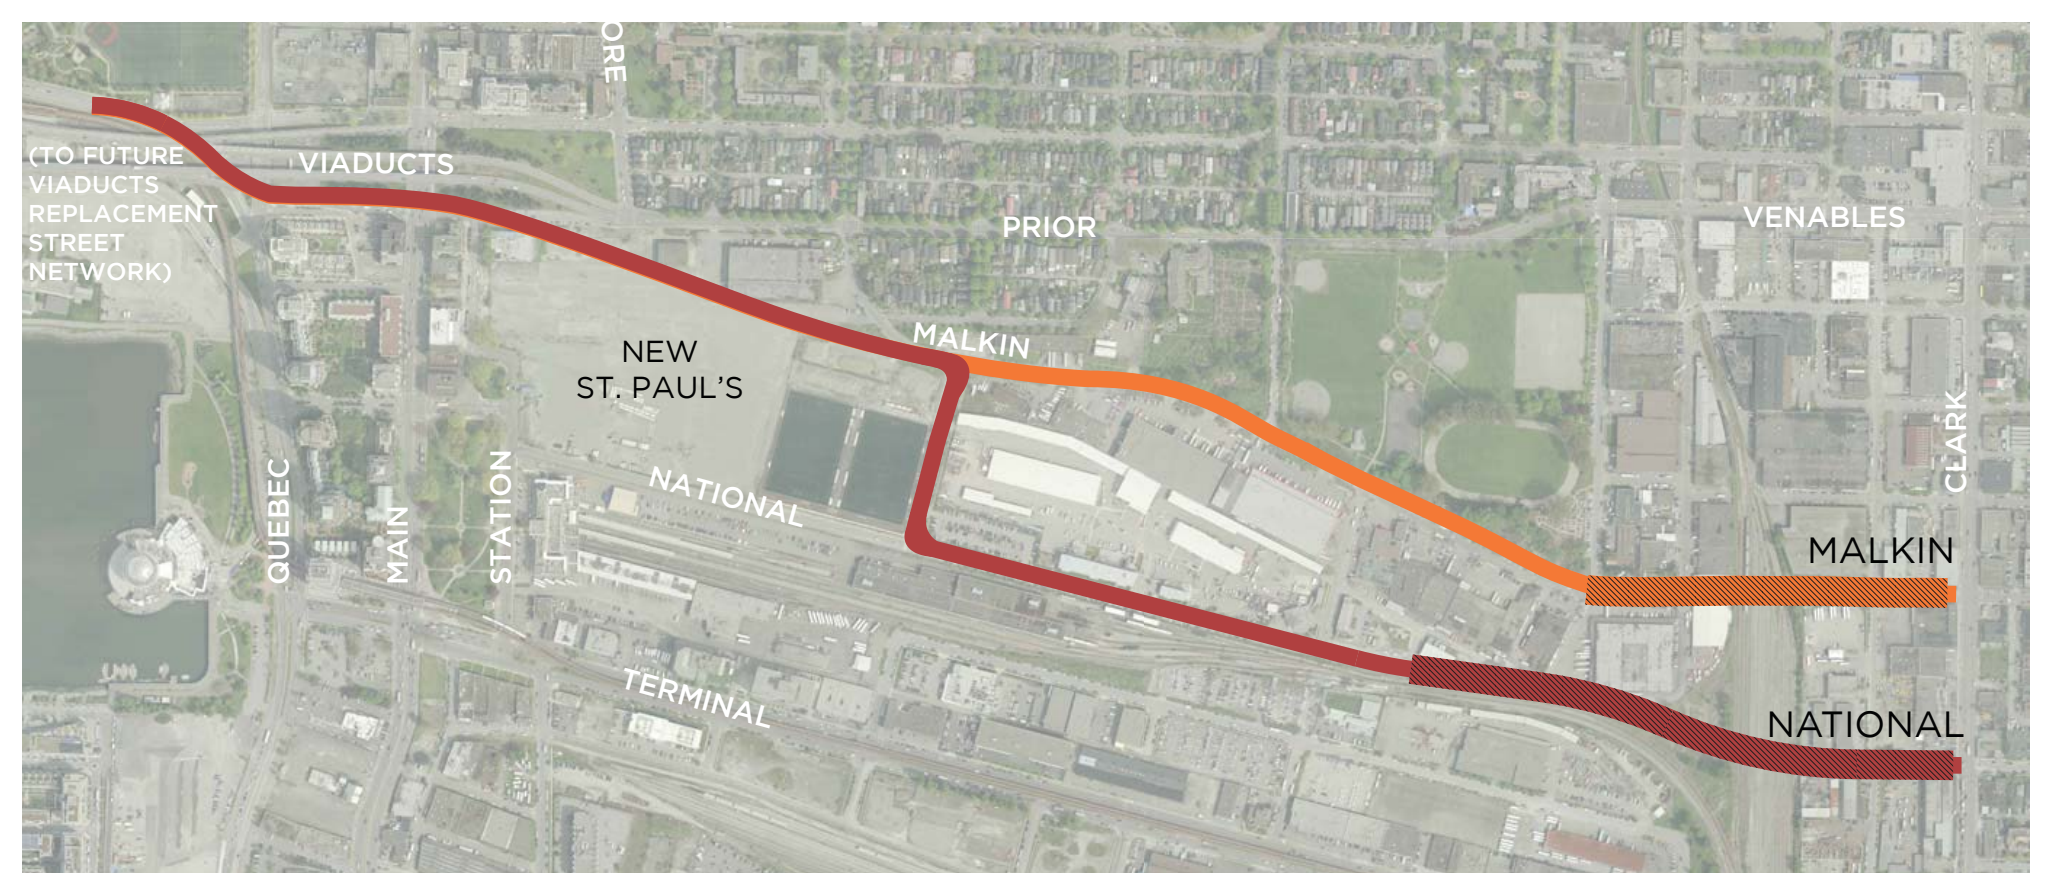 ORE
(TO FUTURE
VIADUCTS
REPLACEMENT
STREET
NETWORK)
VIADUCTS
PRIOR
VENABLES
MALKIN
NEW
ST. PAUL'S
CLARK
NATIONAL
QUEBEC
MAIN
STATION
MALKIN
TERMINAL
NATIONAL